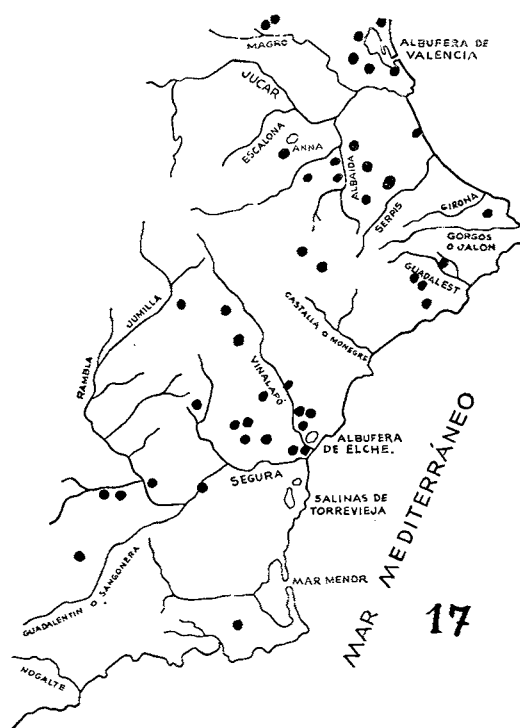 MAGRO
ALBUFERA DE
VALENCIA
JUCAR
ESCALONA
ANNA
ALBAIDA
SERPIS
GIRONA
GORGOS
O JALON
GUADALEST
CASTALLA O MONEGRE
JUMILLA
RAMBLA
VINALAPÓ
ALBUFERA
DE ELCHE.
SEGURA
SALINAS DE
TORREVIEJA
MAR MEDITERRÁNEO
MAR MENOR
GUADALENTIN O SANGONERA
NOGALTE
17